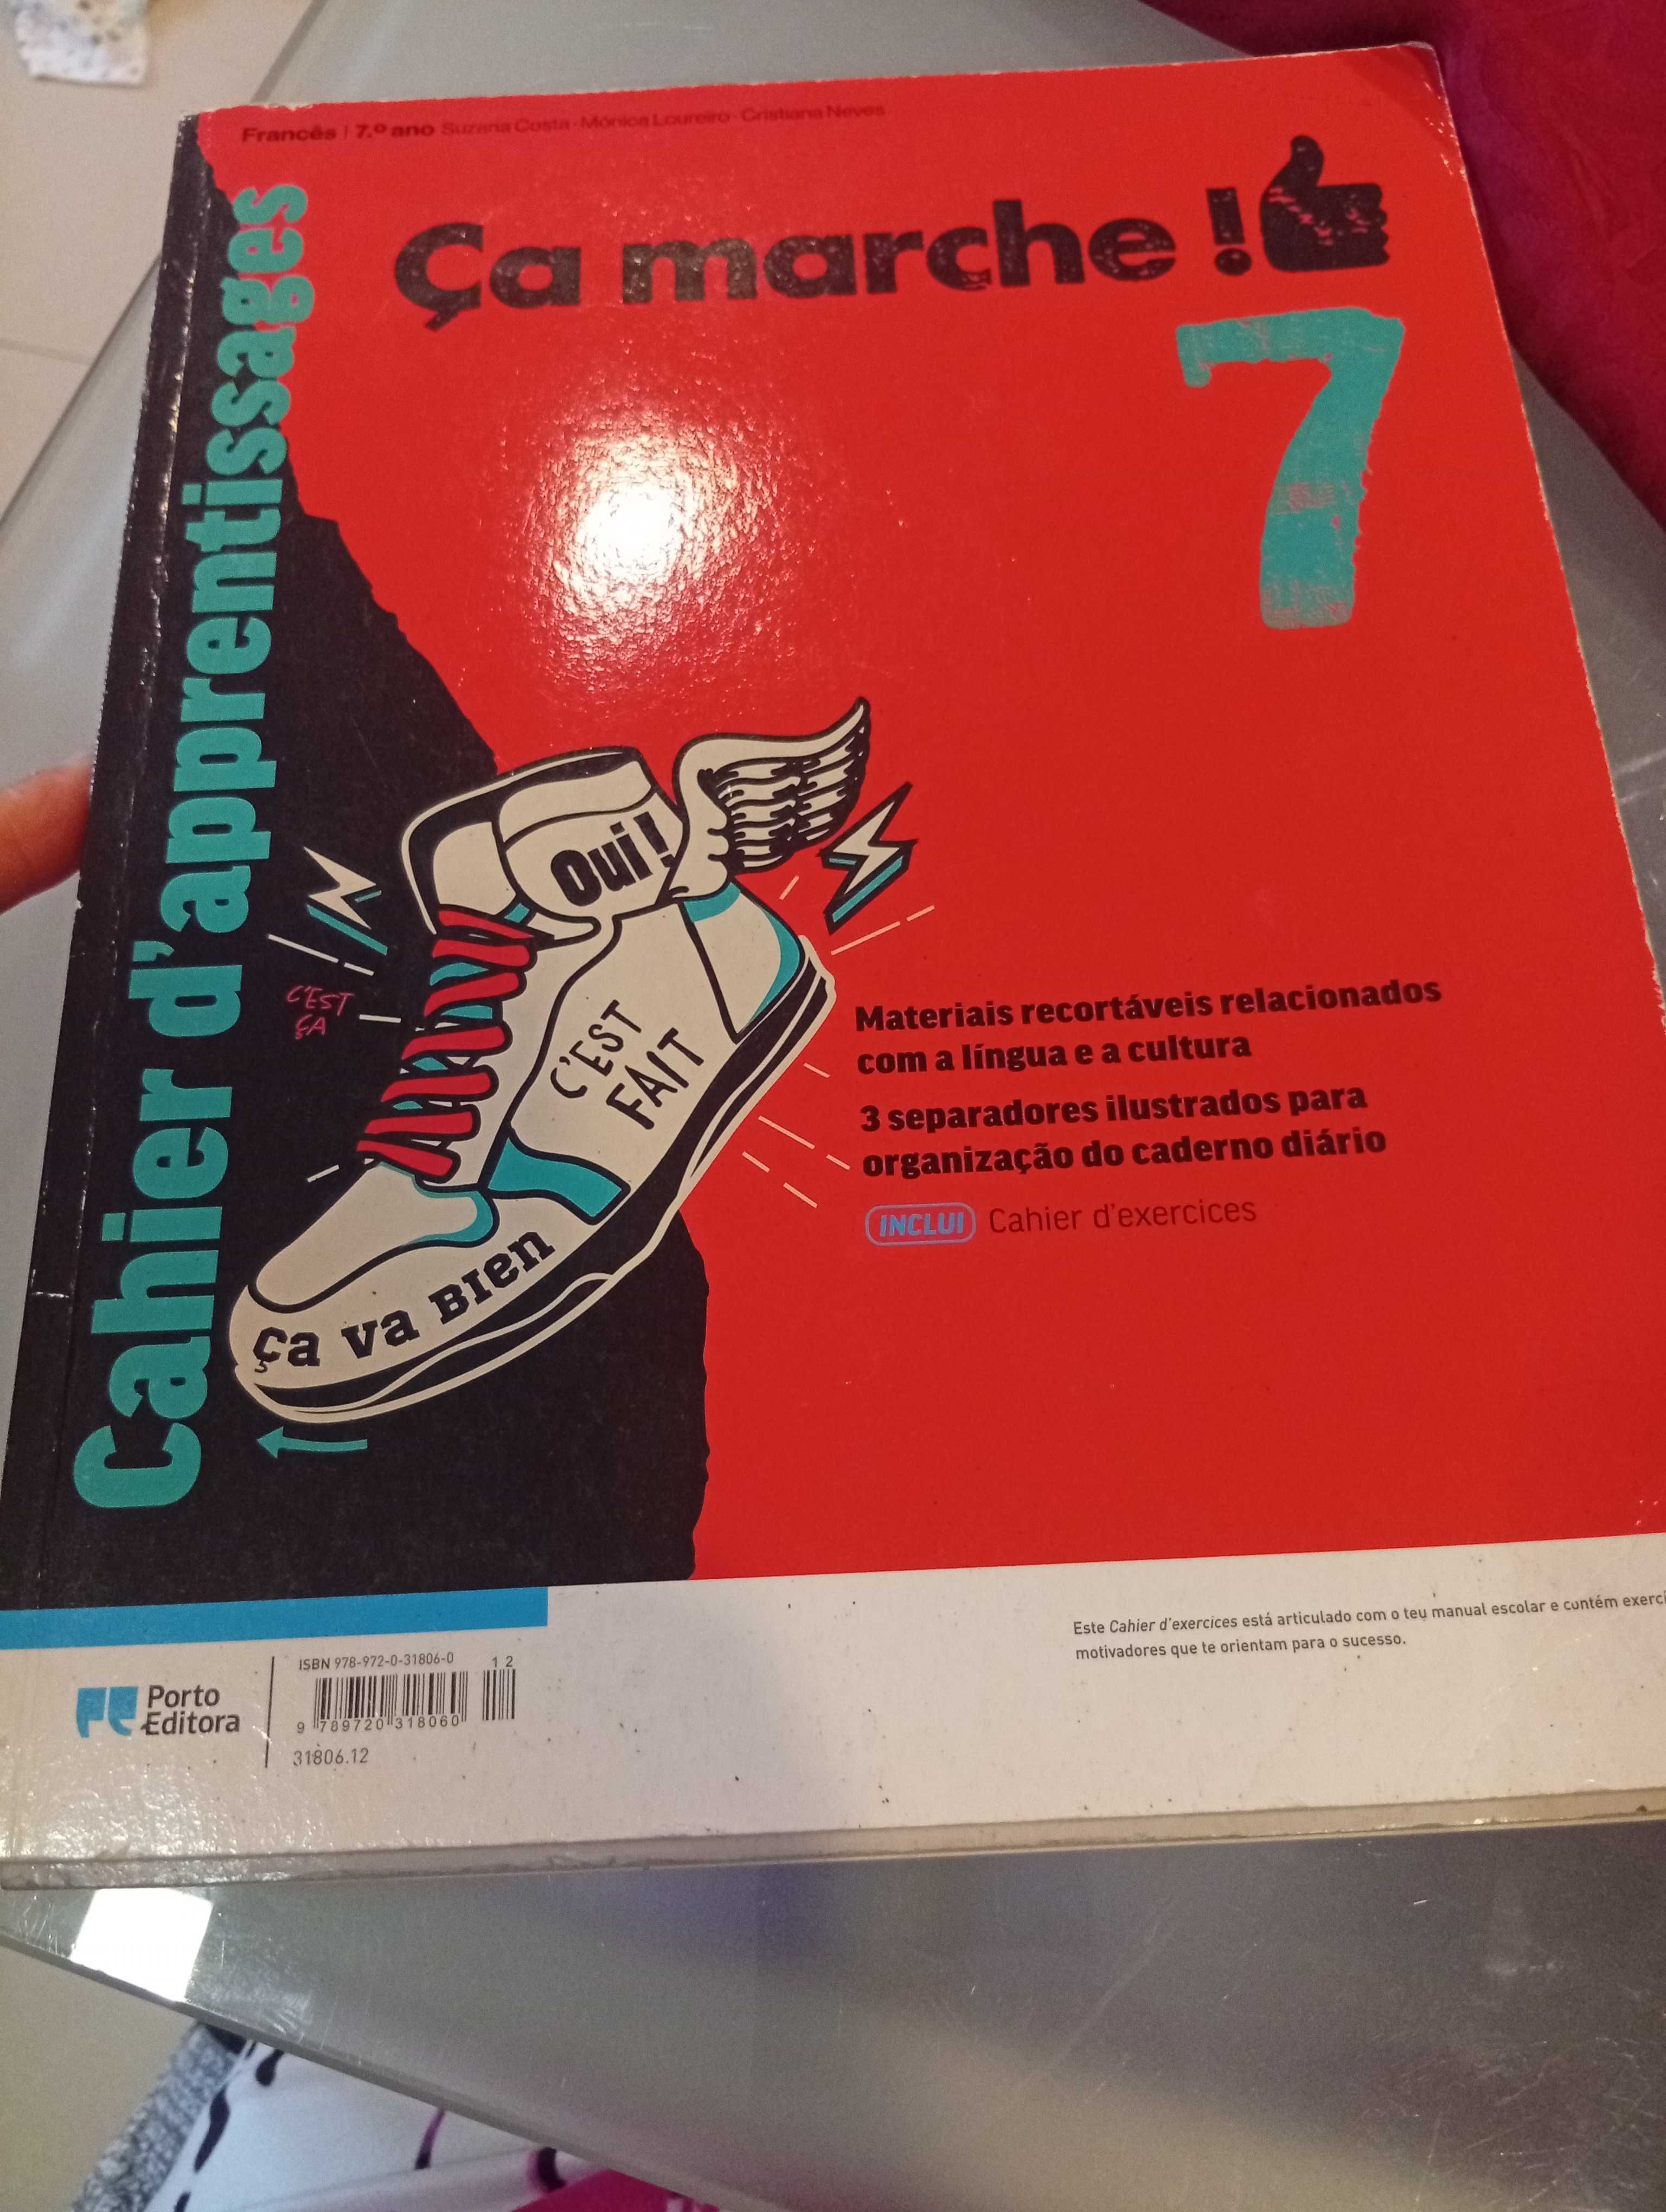 Francês | 7.º ano Suzana Costa · Mónica Loureiro · Cristiana Neves
Ça marche !
7
Cahier d'apprentissages
Oui !
C'EST
ÇA
C'EST
FAIT
Ça va BIen
Materiais recortáveis relacionados
com a língua e a cultura
3 separadores ilustrados para
organização do caderno diário
INCLUI Cahier d'exercices
Este Cahier d'exercices está articulado com o teu manual escolar e contém
motivadores que te orientam para o sucesso.
Porto
Editora
ISBN 978-972-0-31806-0
1 2
9 789720 318060
31806.12